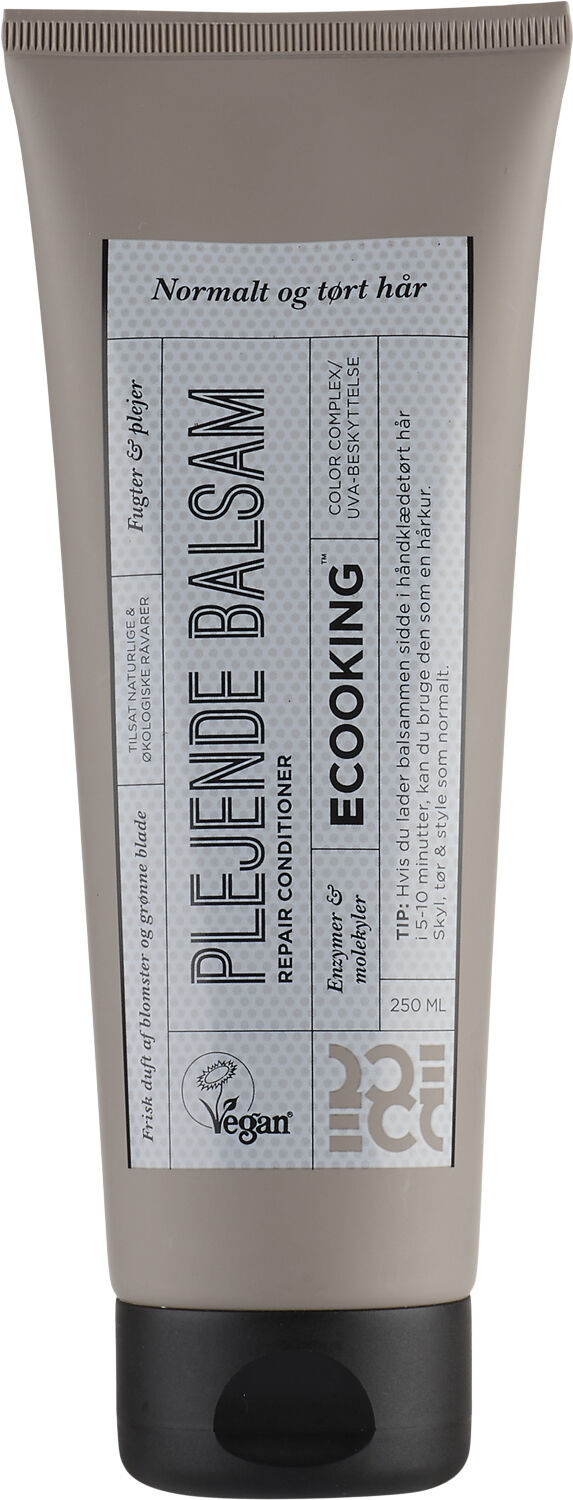 Normalt og tørt hår
Fugter & plejer
TILSAT NATURLIGE &
ØKOLOGISKE RÅVARER
Frisk duft af blomster og grønne blade
PLEJENDE BALSAM
REPAIR CONDITIONER
Vegan®
COLOR COMPLEX/
UVA-BESKYTTELSE
ECOOKING™
Enzymer &
molekyler
TIP: Hvis du lader balsammen sidde i håndklædetørt hår
i 5-10 minutter, kan du bruge den som en hårkur.
Skyl, tør & style som normalt.
250 ML